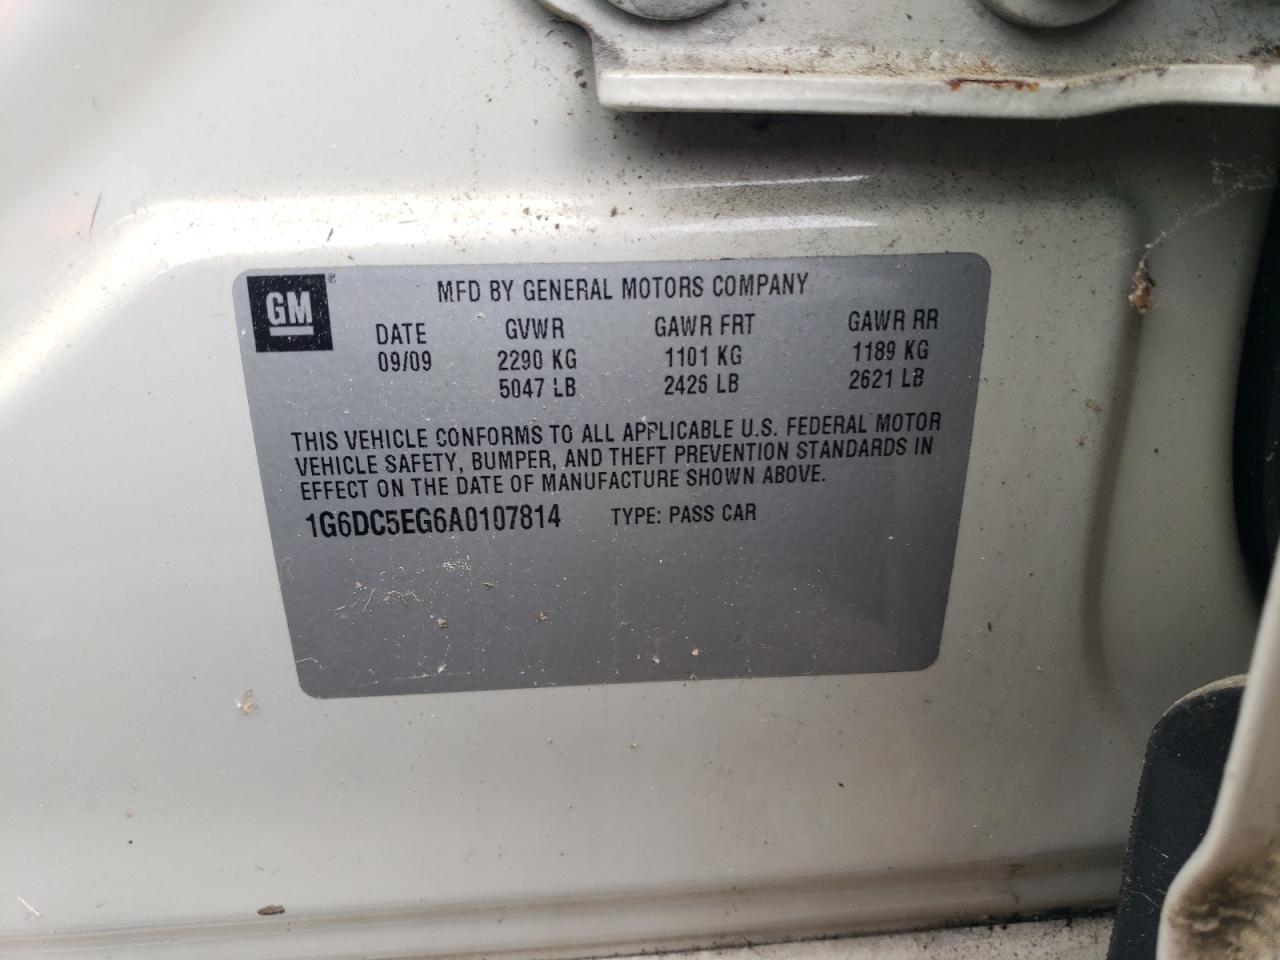 GM ®
MFD BY GENERAL MOTORS COMPANY
DATE GVWR GAWR FRT GAWR RR
09/09 2290 KG 1101 KG 1189 KG
5047 LB 2426 LB 2621 LB
THIS VEHICLE CONFORMS TO ALL APPLICABLE U.S. FEDERAL MOTOR
VEHICLE SAFETY, BUMPER, AND THEFT PREVENTION STANDARDS IN
EFFECT ON THE DATE OF MANUFACTURE SHOWN ABOVE.
1G6DC5EG6A0107814 TYPE: PASS CAR